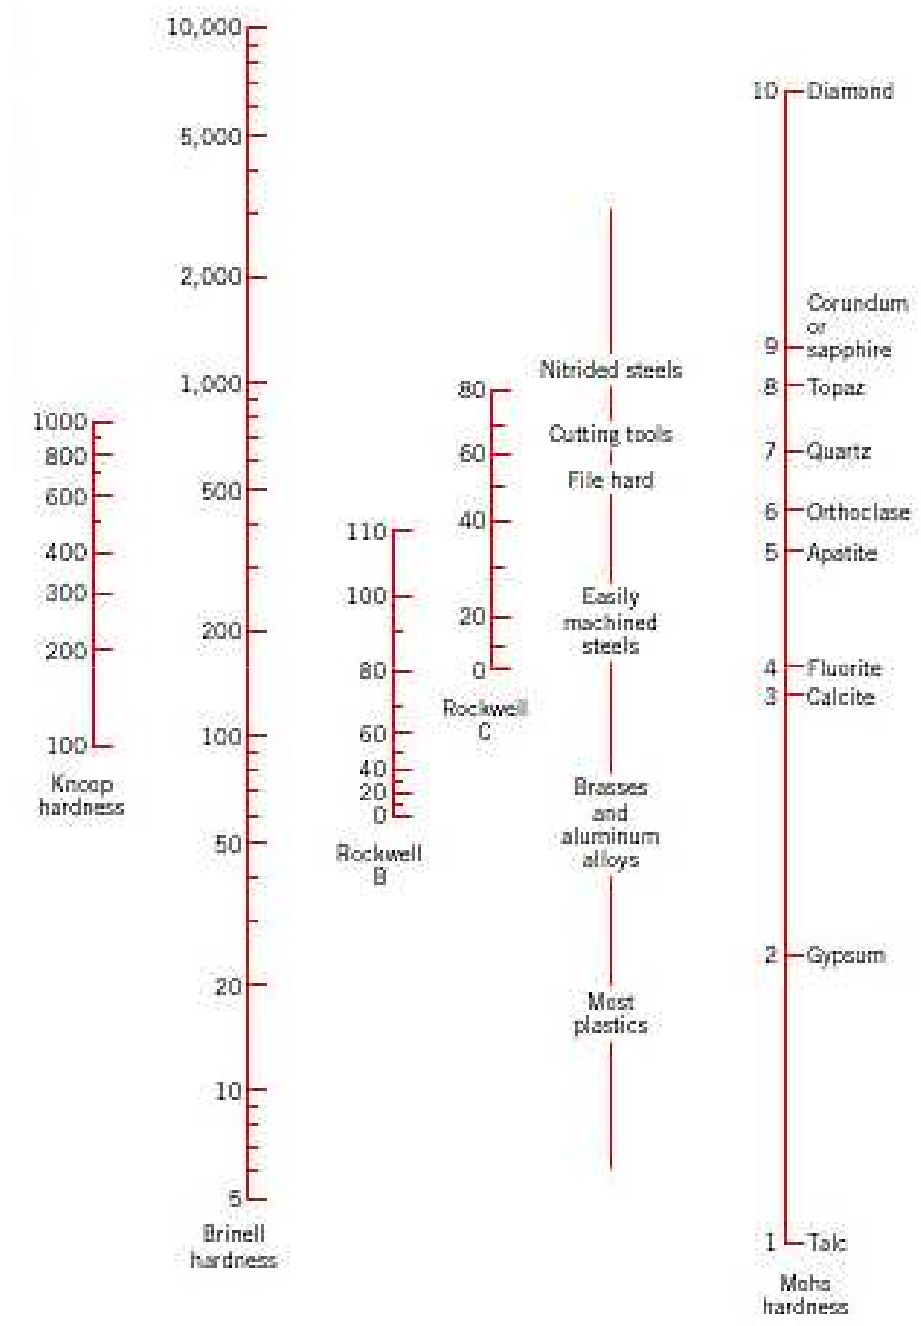 10,000
5,000
2,000
1,000
500
200
100
50
20
10
5
Brinell
hardness
1000
800
600
400
300
200
100
Knoop
hardness
110
100
80
60
40
20
0
Rockwell
B
80
60
40
20
0
Rockwell
C
Nitrided steels
Cutting tools
File hard
Easily
machined
steels
Brasses
and
aluminum
alloys
Most
plastics
10 Diamond
Corundum
or
9 sapphire
8 Topaz
7 Quartz
6 Orthoclase
5 Apatite
4 Fluorite
3 Calcite
2 Gypsum
1 Talc
Mohs
hardness